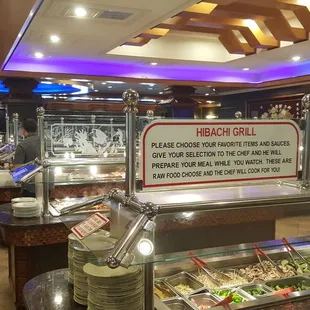 HIBACHI GRILL
PLEASE CHOOSE YOUR FAVORITE ITEMS AND SAUCES.
GIVE YOUR SELECTION TO THE CHEF AND HE WILL
PREPARE YOUR MEAL WHILE YOU WATCH. THESE ARE
RAW FOOD CHOOSE AND THE CHEF WILL COOK FOR YOU!